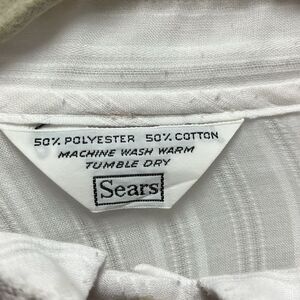 50% POLYESTER 50% COTTON
MACHINE WASH WARM
TUMBLE DRY
Sears